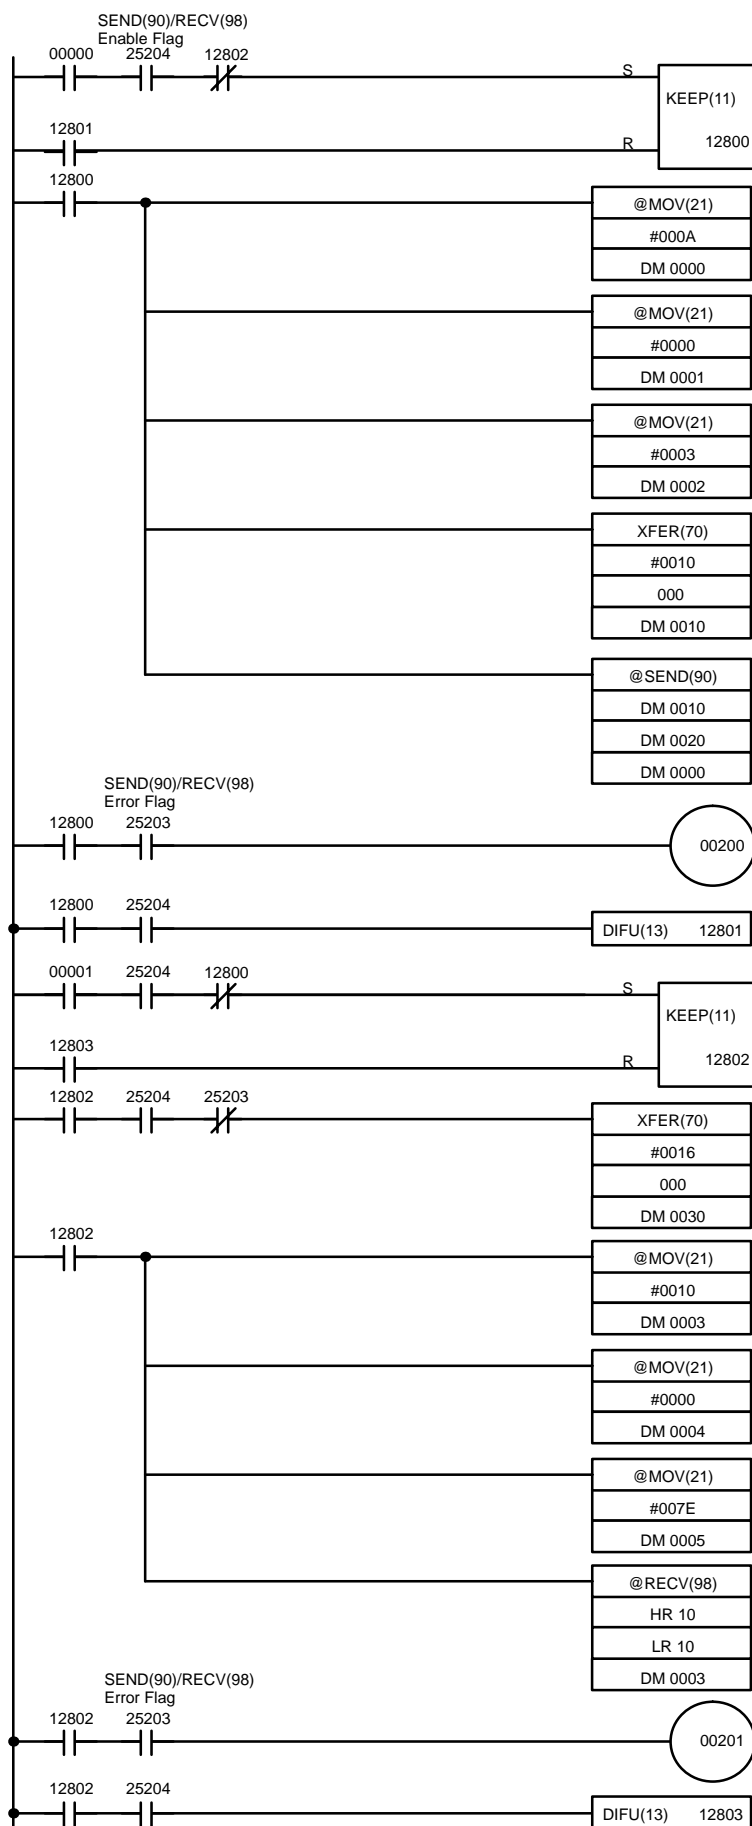 SEND(90)/RECV(98)
Enable Flag
00000 25204 12802
S
KEEP(11)
12801
R 12800
12800
@MOV(21)
#000A
DM 0000
@MOV(21)
#0000
DM 0001
@MOV(21)
#0003
DM 0002
XFER(70)
#0010
000
DM 0010
@SEND(90)
DM 0010
DM 0020
DM 0000
SEND(90)/RECV(98)
Error Flag
12800 25203
00200
12800 25204
DIFU(13) 12801
00001 25204 12800
S
KEEP(11)
12803
R 12802
12802 25204 25203
XFER(70)
#0016
000
DM 0030
12802
@MOV(21)
#0010
DM 0003
@MOV(21)
#0000
DM 0004
@MOV(21)
#007E
DM 0005
@RECV(98)
HR 10
LR 10
DM 0003
SEND(90)/RECV(98)
Error Flag
12802 25203
00201
12802 25204
DIFU(13) 12803